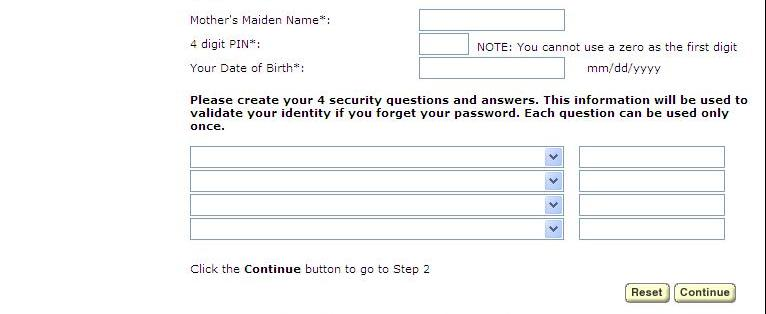 Mother's Maiden Name*:
4 digit PIN*: NOTE: You cannot use a zero as the first digit
Your Date of Birth*: mm/dd/yyyy
Please create your 4 security questions and answers. This information will be used to
validate your identity if you forget your password. Each question can be used only
once.
Click the Continue button to go to Step 2
Reset Continue